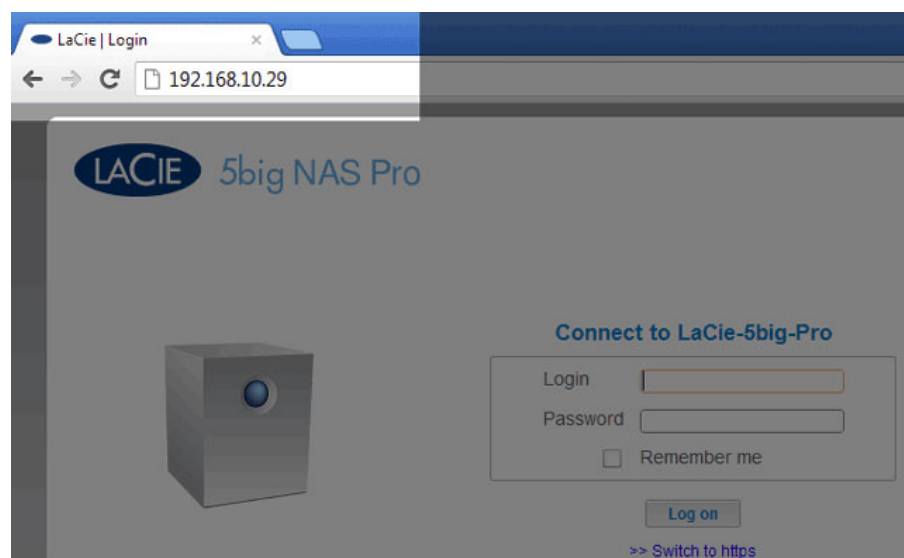 LaCie | Login
192.168.10.29
LACIE 5big NAS Pro
Connect to LaCie-5big-Pro
Login
Password
Remember me
Log on
>> Switch to https